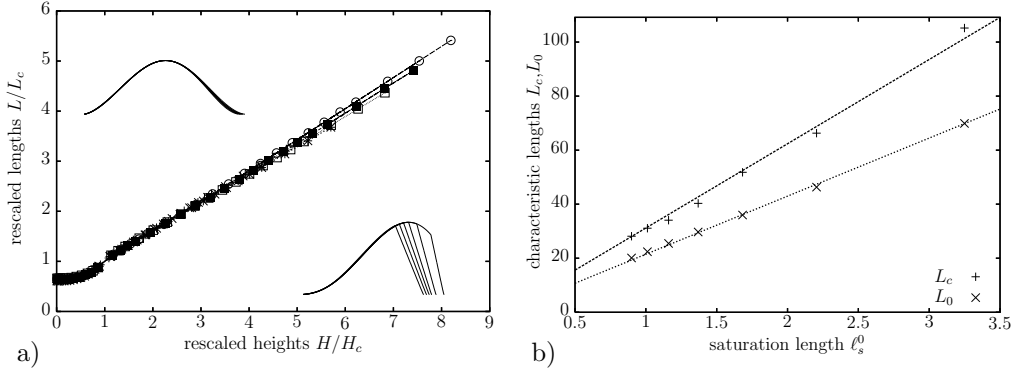 6
5
4
3
2
1
0
rescaled lengths L/L_c
0 1 2 3 4 5 6 7 8 9
rescaled heights H/H_c
a)
100
80
60
40
20
0
characteristic lengths L_c, L_0
L_c +
L_0 ×
0.5 1 1.5 2 2.5 3 3.5
saturation length ℓ_s^0
b)